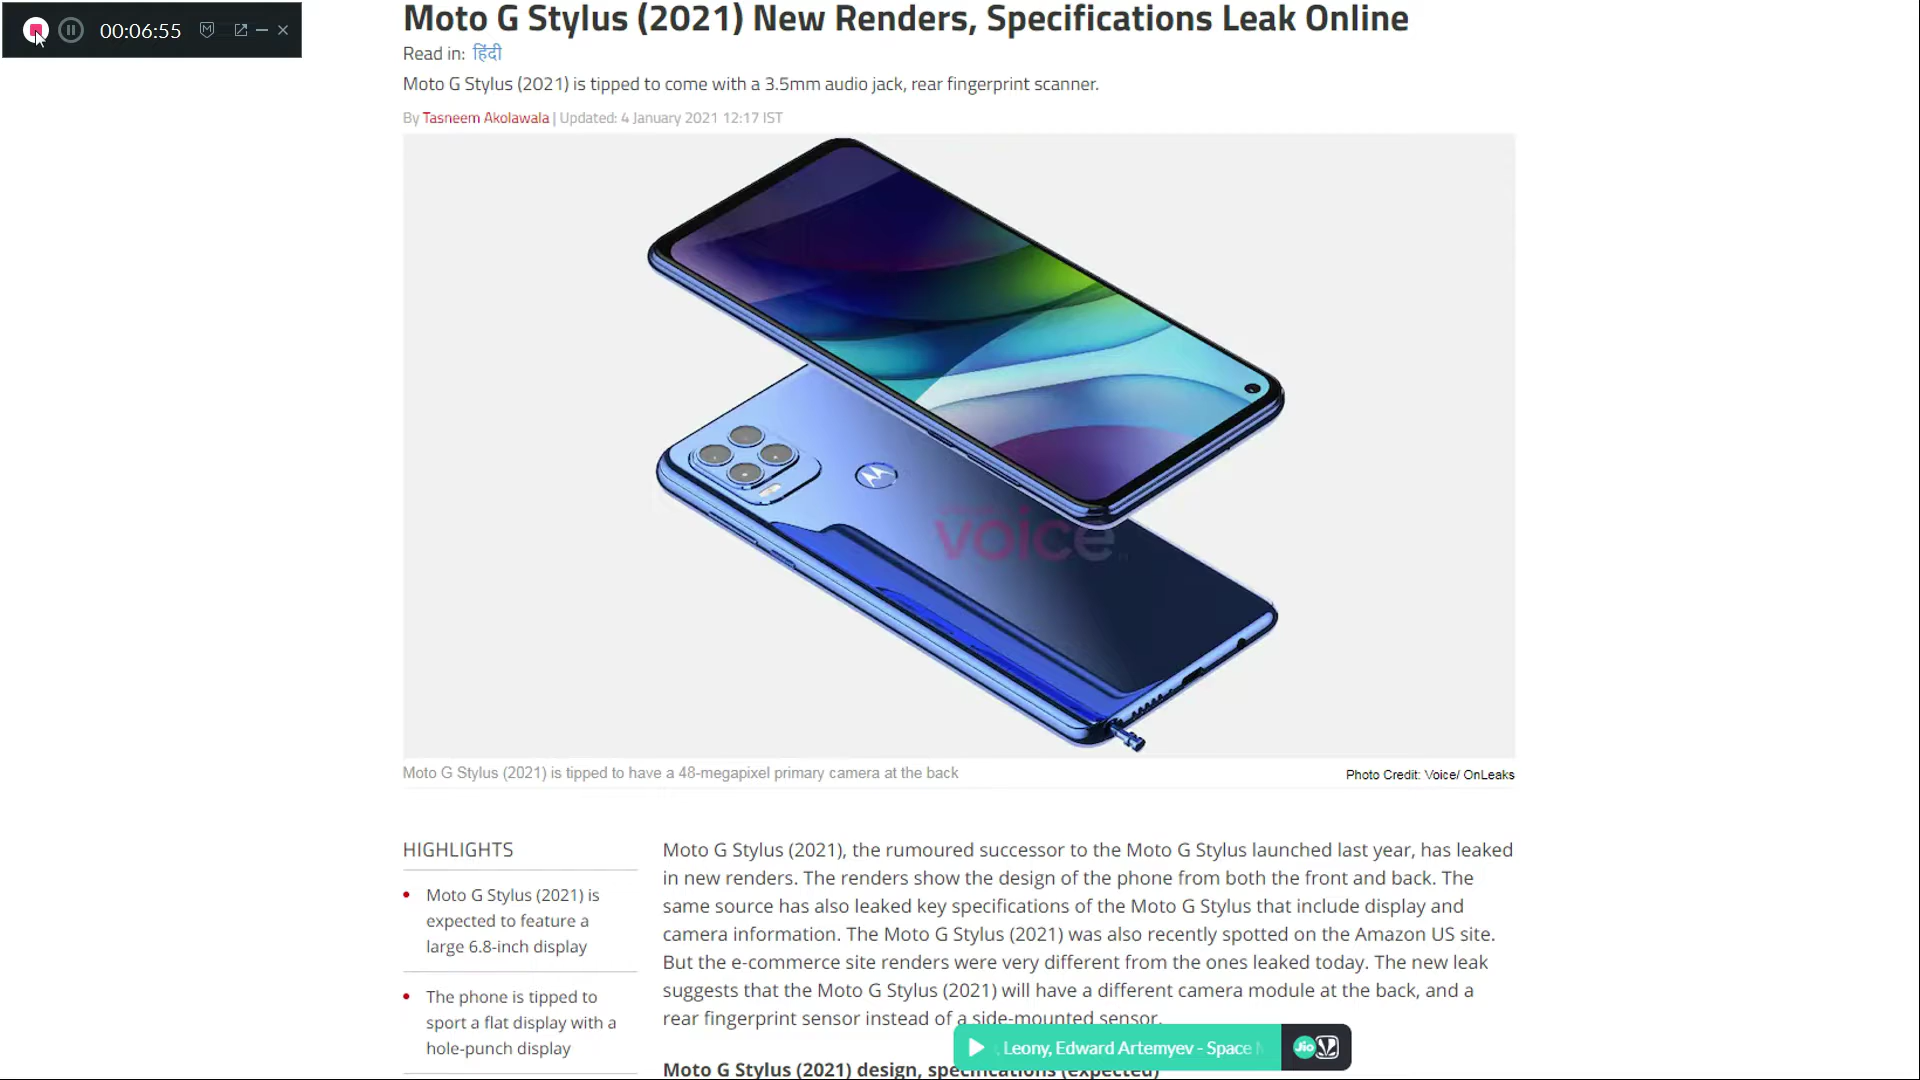 00:06:55
Moto G Stylus (2021) New Renders, Specifications Leak Online
Read in: हिंदी
Moto G Stylus (2021) is tipped to come with a 3.5mm audio jack, rear fingerprint scanner.
By Tasneem Akolawala | Updated: 4 January 2021 12:17 IST
voice
Moto G Stylus (2021) is tipped to have a 48-megapixel primary camera at the back
Photo Credit: Voice/ OnLeaks
HIGHLIGHTS
Moto G Stylus (2021) is
expected to feature a
large 6.8-inch display
The phone is tipped to
sport a flat display with a
hole-punch display
Moto G Stylus (2021), the rumoured successor to the Moto G Stylus launched last year, has leaked
in new renders. The renders show the design of the phone from both the front and back. The
same source has also leaked key specifications of the Moto G Stylus that include display and
camera information. The Moto G Stylus (2021) was also recently spotted on the Amazon US site.
But the e-commerce site renders were very different from the ones leaked today. The new leak
suggests that the Moto G Stylus (2021) will have a different camera module at the back, and a
rear fingerprint sensor instead of a side-mounted sensor.
Moto G Stylus (2021) design, specifications (expected)
Leony, Edward Artemyev - Space
Jio